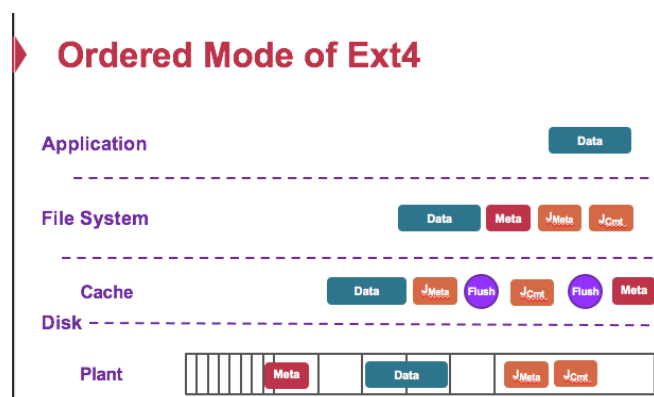 Ordered Mode of Ext4
Application
Data
File System
Data Meta JMeta JCmt
Cache
Data JMeta Flush JCmt Flush Meta
Disk
Plant
Meta Data JMeta JCmt